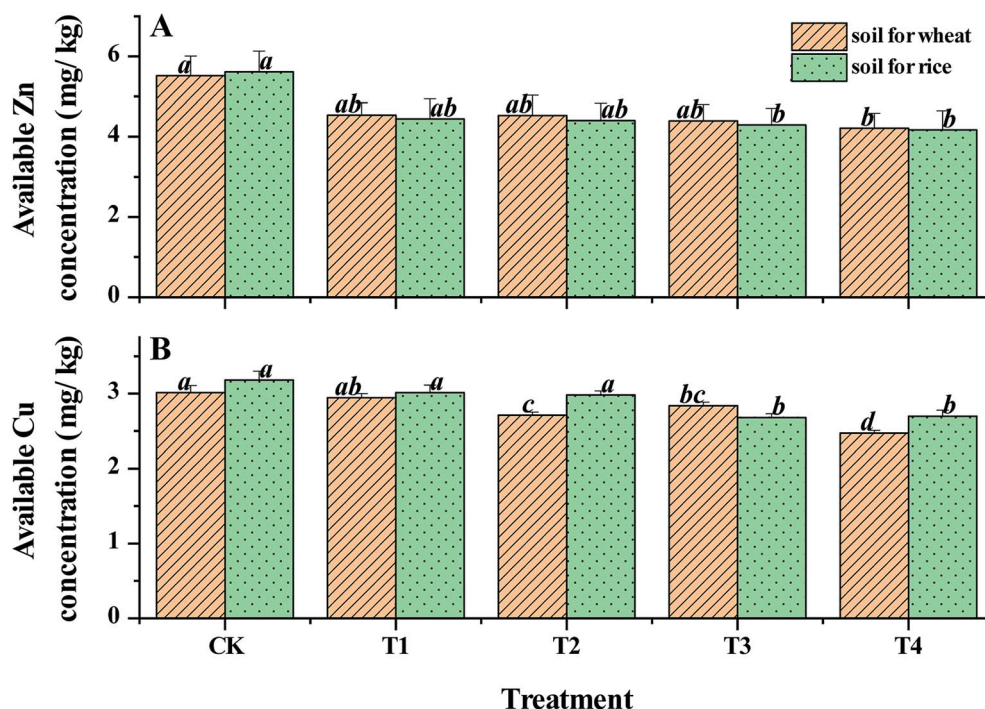 A
soil for wheat
soil for rice
Available Zn
concentration (mg/ kg)
6
4
2
0
a
a
ab
ab
ab
ab
ab
b
b
b
B
Available Cu
concentration (mg/ kg)
3
2
1
0
a
a
ab
a
c
a
bc
b
d
b
CK
T1
T2
T3
T4
Treatment